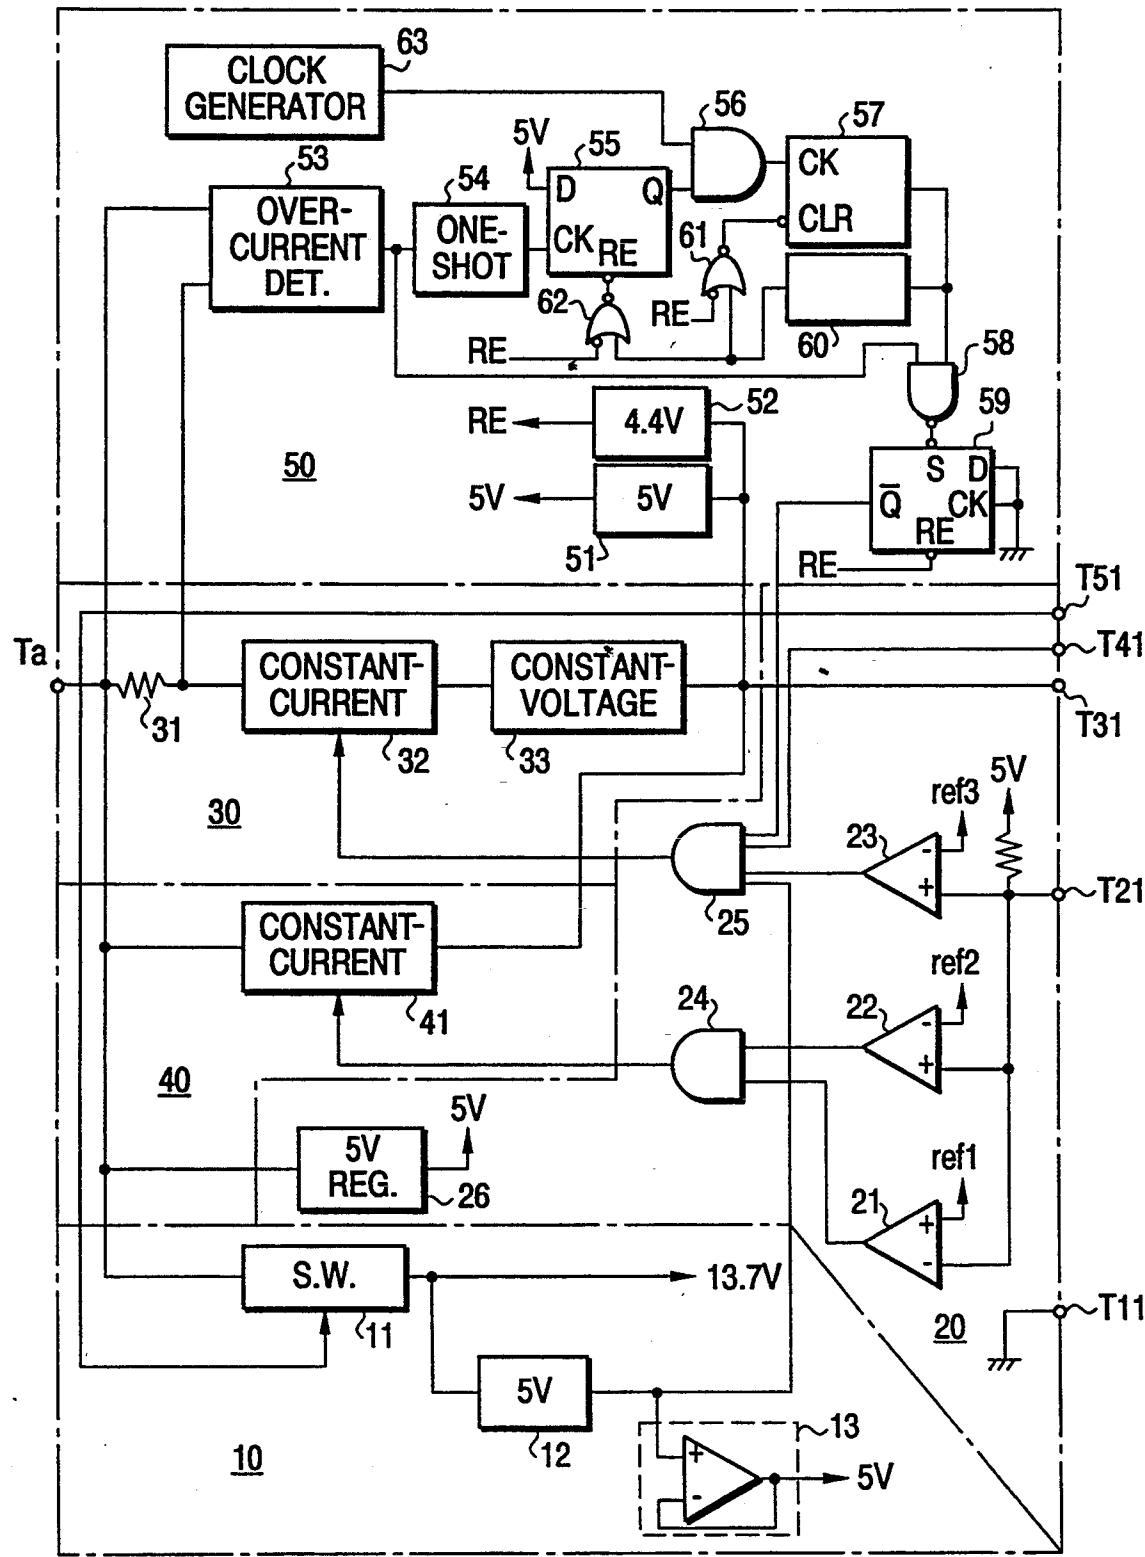 63
CLOCK
GENERATOR
56
57
5V
55
53
54
D
Q
CK
OVER-
CURRENT
DET.
ONE-
SHOT
CK
RE
61
CLR
62
RE
RE
60
58
RE
4.4V
52
59
50
S
D
5V
5V
Q̅
CK
51
RE
RE
T51
Ta
T41
CONSTANT-
CURRENT
CONSTANT-
VOLTAGE
31
32
33
T31
5V
30
ref3
23
-
+
T21
25
CONSTANT-
CURRENT
ref2
24
22
41
-
+
40
5V
5V
REG.
26
ref1
21
+
-
S.W.
13.7V
T11
11
20
5V
12
13
10
+
-
5V